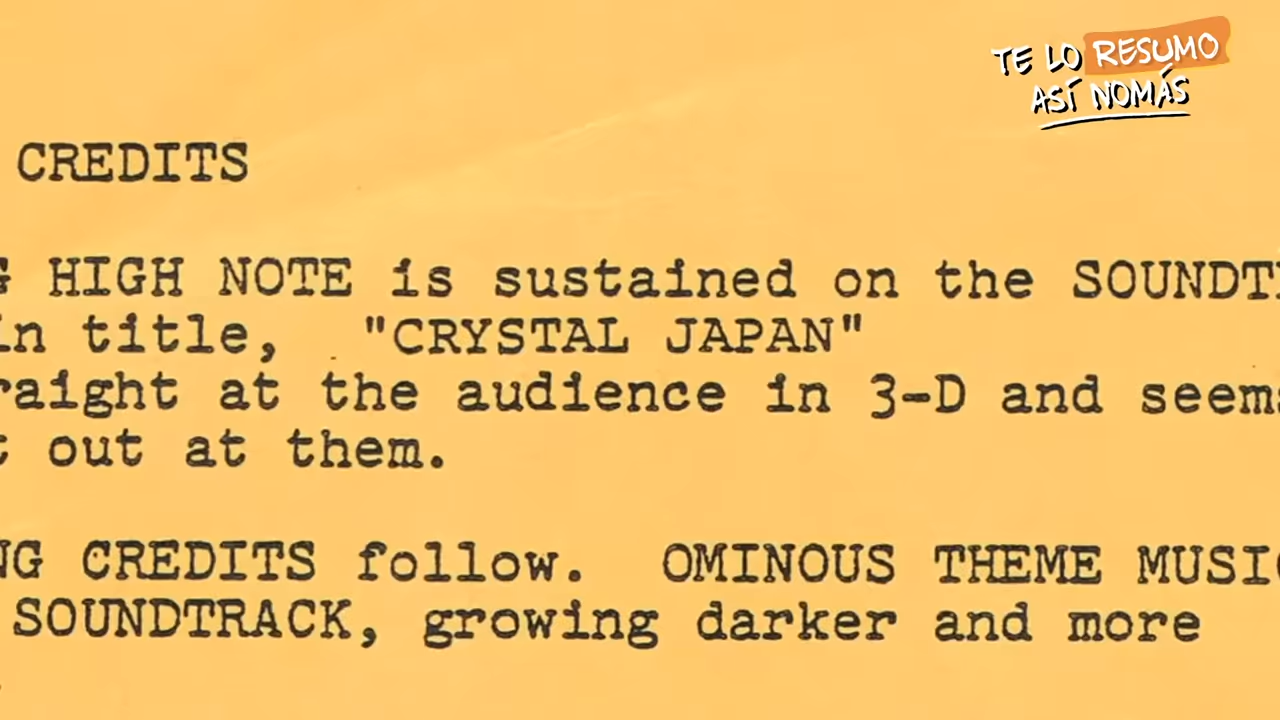 TE LO RESUMO
ASÍ NOMÁS
CREDITS
HIGH NOTE is sustained on the
title, "CRYSTAL JAPAN"
at the audience in 3-D and
out at them.
CREDITS follow. OMINOUS THEME
SOUNDTRACK, growing darker and more